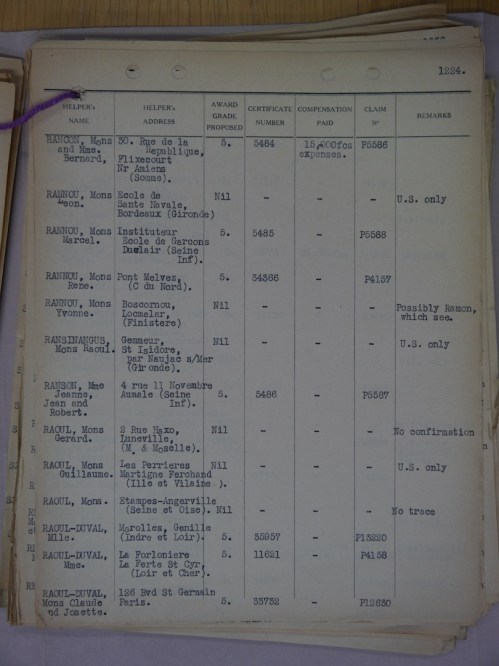 1224.
HELPER's NAME HELPER's ADDRESS AWARD GRADE PROPOSED CERTIFICATE NUMBER COMPENSATION PAID CLAIM Nº REMARKS
RANCON, Mons 30. Rue de la 5. 5484 15,000fcs P5586
and Mme. Republique, expenses.
Bernard, Flixecourt
Nr Amiens
(Somme).
RANNOU, Mons Ecole de Nil - - - U.S. only
Leon. Sante Navale,
Bordeaux (Gironde)
RANNOU, Mons Instituteur 5. 5485 - P5568
Marcel. Ecole de Garcons
Duclair (Seine
Inf).
RANNOU, Mons Pont Melvez, 5. 34366 - P4157
Rene. (C du Nord).
RANNOU, Mons Boscornou, Nil - - - Possibly Ramon,
Yvonne. Locmelar, which see.
(Finistere)
RANSINANGUS, Gemmeur, Nil - - - U.S. only
Mons Raoul. St Isidore,
par Naujac s/Mer
(Gironde).
RANSON, Mme 4 rue 11 Novembre
Jeanne, Aumale (Seine 5. 5486 - P5567
Jean and Inf).
Robert.
RAOUL, Mons 2 Rue Haxo, Nil - - - No confirmation
Gerard. Luneville,
(M. & Moselle).
RAOUL, Mons Les Perrieres Nil - - - U.S. only
Guillaume. Martigne Ferchand
(Ille et Vilaine ).
RAOUL, Mons. Etampes-Angerville
(Seine et Oise). Nil - - - No trace
RAOUL-DUVAL, Morolles, Genille
Mlle. (Indre et Loir). 5. 35957 - P13220
RAOUL-DUVAL, La Forloniere 5. 11621 - P4158
Mme. La Ferte St Cyr,
(Loir et Cher).
RAOUL-DUVAL, 126 Bvd St Germain
Mons Claude Paris. 5. 33732 - P12630
and Josette.